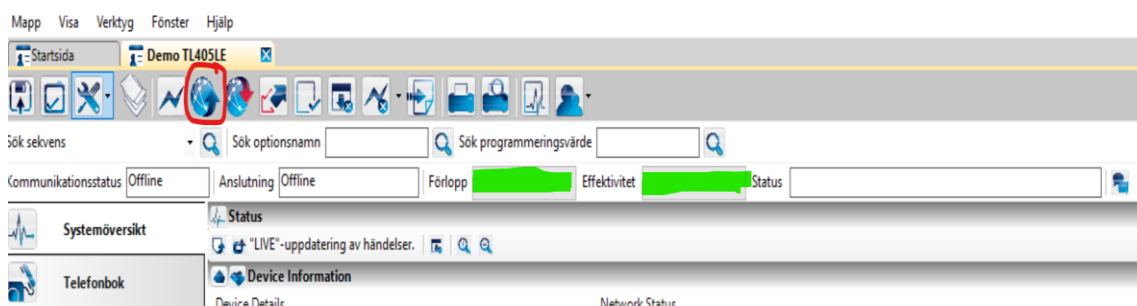 Mapp Visa Verktyg Fönster Hjälp
Startsida Demo TL405LE
Sök sekvens Sök optionsnamn Sök programmeringsvärde
Kommunikationsstatus Offline Anslutning Offline Förlopp Effektivitet Status
Status
Systemöversikt
"LIVE"-uppdatering av händelser.
Device Information
Telefonbok
Device Details Network Status